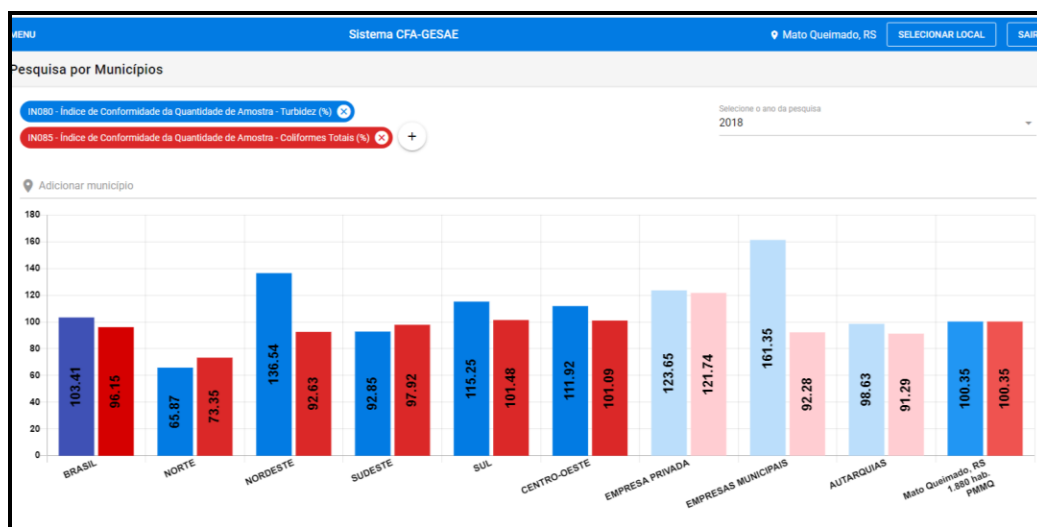 MENU
Sistema CFA-GESAE
Mato Queimado, RS
SELECIONAR LOCAL
SAIR
Pesquisa por Municípios
IN080 - Índice de Conformidade da Quantidade de Amostra - Turbidez (%)
IN085 - Índice de Conformidade da Quantidade de Amostra - Coliformes Totais (%)
+
Selecione o ano da pesquisa
2018
Adicionar município
180
160
140
120
100
80
60
40
20
0
103.41
96.15
65.87
73.35
136.54
92.63
92.85
97.92
115.25
101.48
111.92
101.09
123.65
121.74
161.35
92.28
98.63
91.29
100.35
100.35
BRASIL
NORTE
NORDESTE
SUDESTE
SUL
CENTRO-OESTE
EMPRESA PRIVADA
EMPRESAS MUNICIPAIS
AUTARQUIAS
Mato Queimado, RS
1.880 hab.
PMMQ